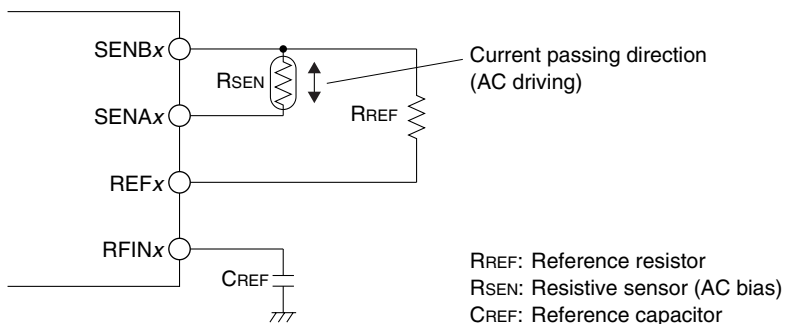 SENBx
RSEN
Current passing direction
(AC driving)
SENAx
RREF
REFx
RFINx
CREF
RREF: Reference resistor
RSEN: Resistive sensor (AC bias)
CREF: Reference capacitor